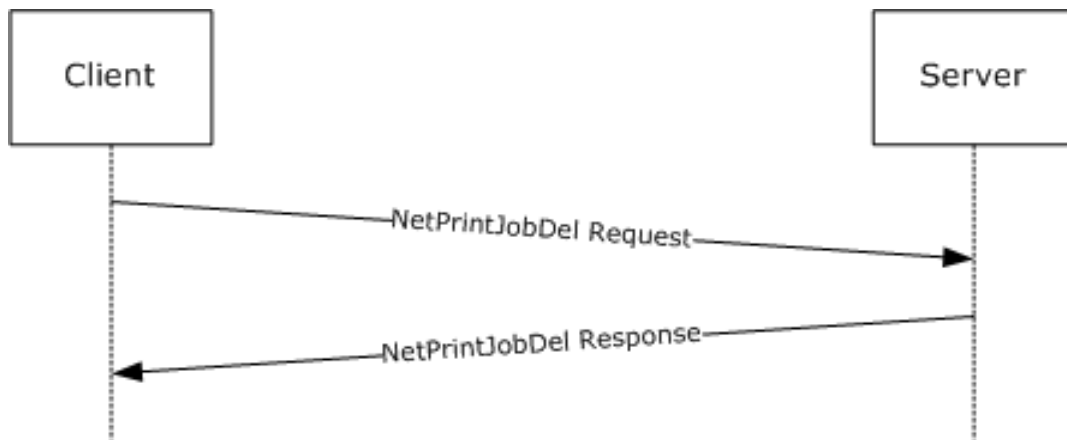 Client
Server
NetPrintJobDel Request
NetPrintJobDel Response